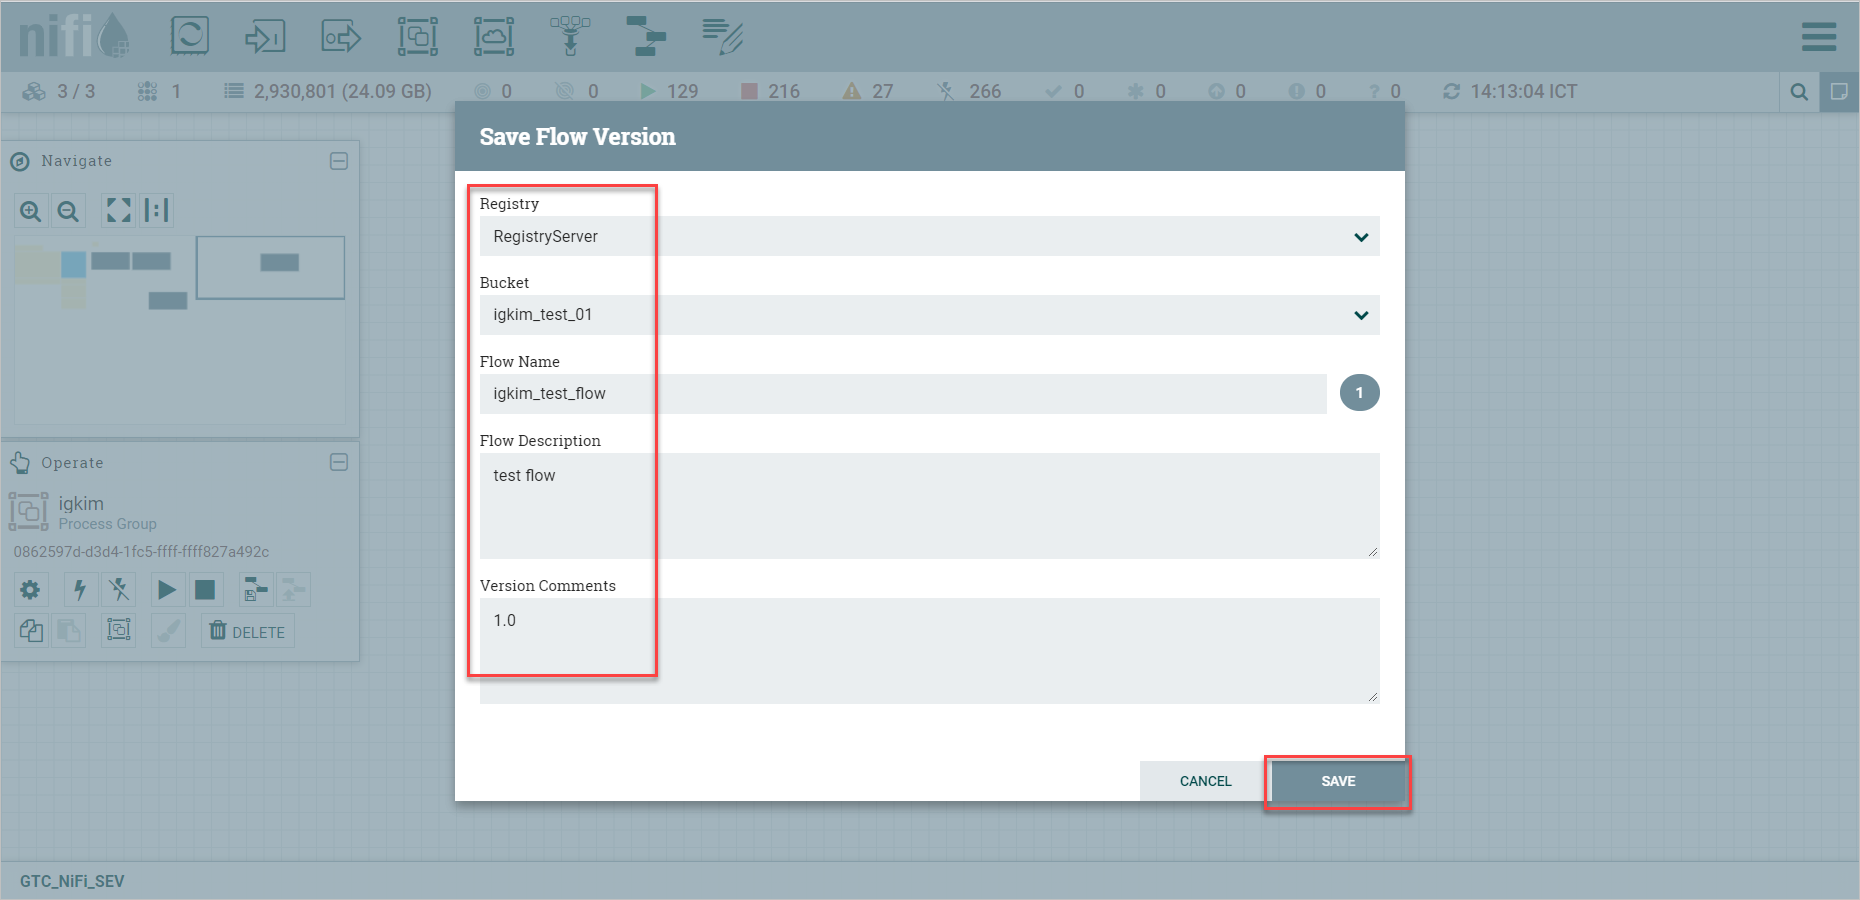 nifi
3 / 3 1 2,930,801 (24.09 GB) 0 0 129 216 27 266 0 0 0 0 ? 0 14:13:04 ICT
Navigate
Operate
igkim
Process Group
0862597d-d3d4-1fc5-ffff-ffff827a492c
DELETE
Save Flow Version
Registry
RegistryServer
Bucket
igkim_test_01
Flow Name
igkim_test_flow
1
Flow Description
test flow
Version Comments
1.0
CANCEL
SAVE
GTC_NiFi_SEV